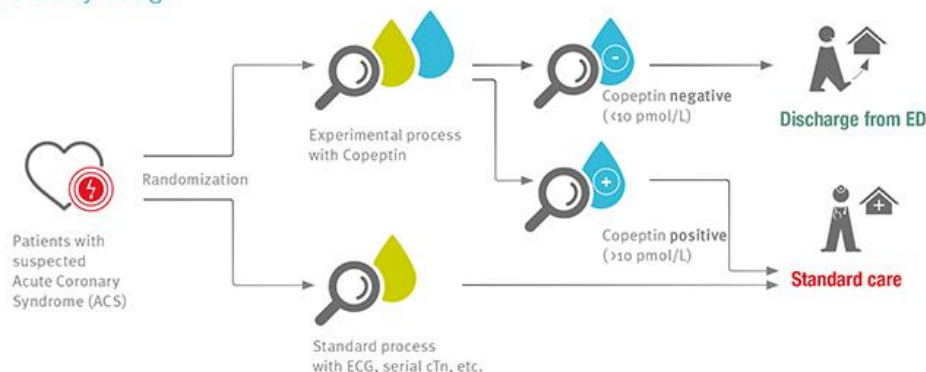 Randomization
Patients with
suspected
Acute Coronary
Syndrome (ACS)
Experimental process
with Copeptin
Copeptin negative
(<10 pmol/L)
Discharge from ED
Copeptin positive
(>10 pmol/L)
Standard care
Standard process
with ECG, serial cTn, etc.